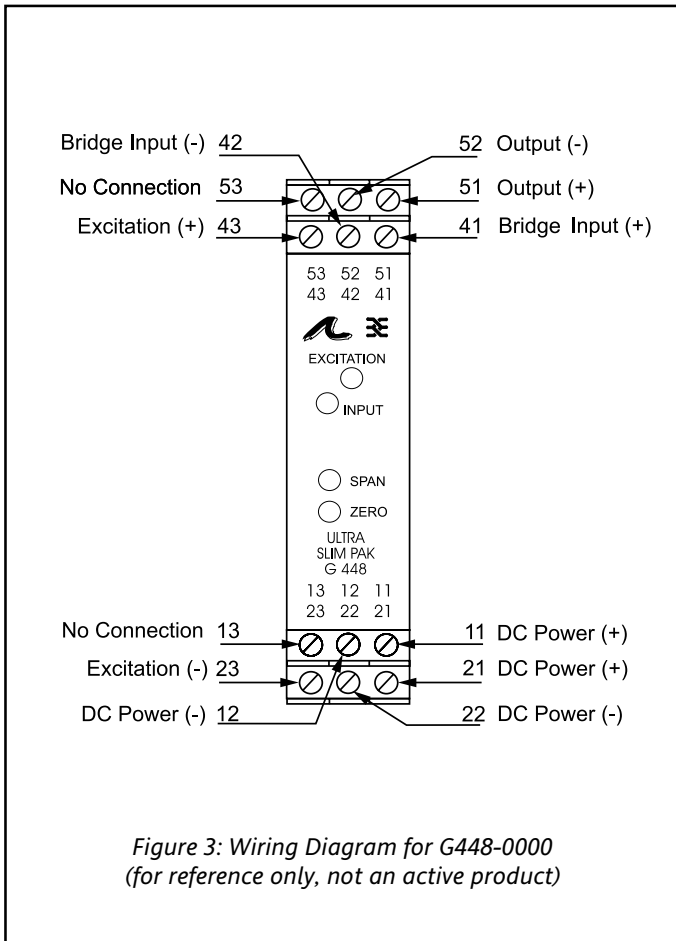 Bridge Input (-) 42
52 Output (-)
No Connection 53
51 Output (+)
Excitation (+) 43
41 Bridge Input (+)
53 52 51
43 42 41
EXCITATION
INPUT
SPAN
ZERO
ULTRA
SLIM PAK
G 448
13 12 11
23 22 21
No Connection 13
11 DC Power (+)
Excitation (-) 23
21 DC Power (+)
DC Power (-) 12
22 DC Power (-)
Figure 3: Wiring Diagram for G448-0000
(for reference only, not an active product)